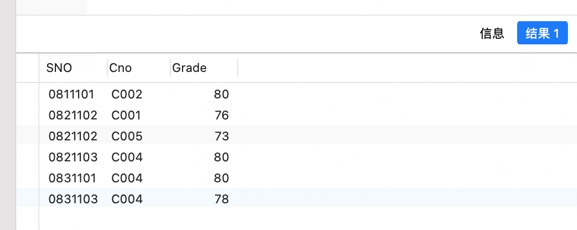 信息 结果 1
SNO Cno Grade
0811101 C002 80
0821102 C001 76
0821102 C005 73
0821103 C004 80
0831101 C004 80
0831103 C004 78